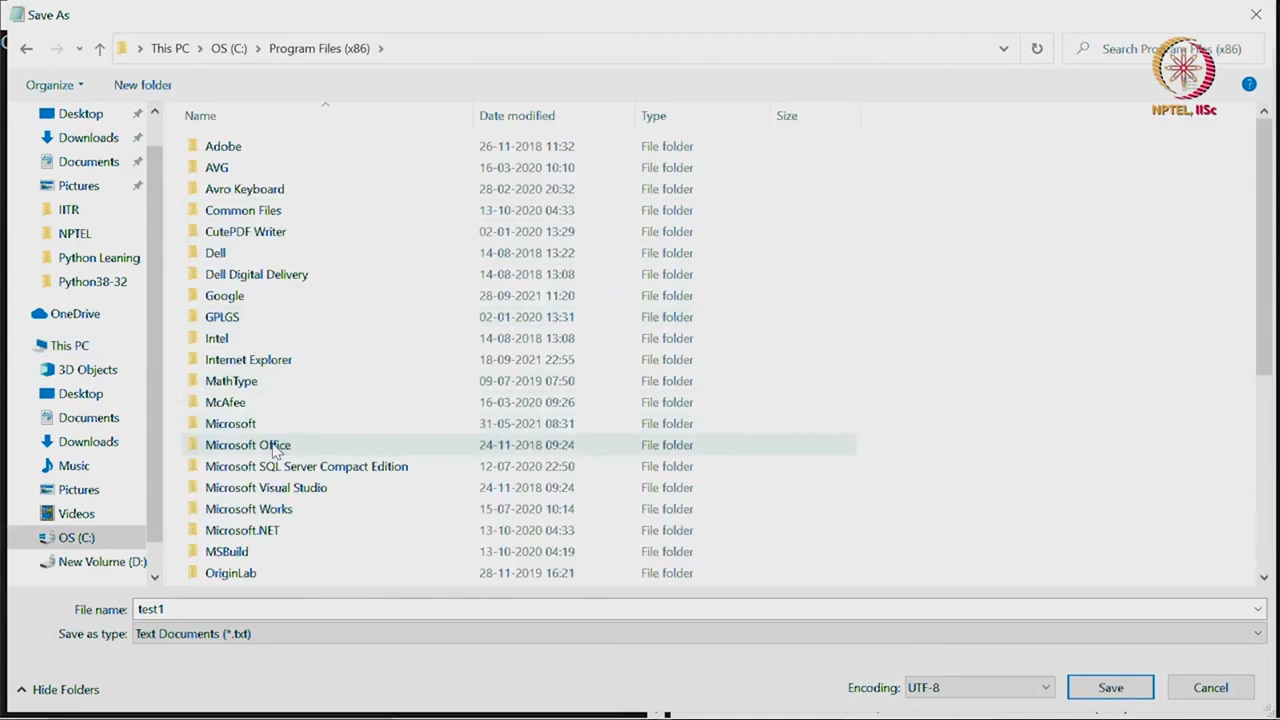 Save As
This PC > OS (C:) > Program Files (x86) >
Search Program Files (x86)
NPTEL, IISc
Organize
New folder
Desktop
Downloads
Documents
Pictures
IITR
NPTEL
Python Leaning
Python38-32
OneDrive
This PC
3D Objects
Desktop
Documents
Downloads
Music
Pictures
Videos
OS (C:)
New Volume (D:)
Name Date modified Type Size
Adobe 26-11-2018 11:32 File folder
AVG 16-03-2020 10:10 File folder
Avro Keyboard 28-02-2020 20:32 File folder
Common Files 13-10-2020 04:33 File folder
CutePDF Writer 02-01-2020 13:29 File folder
Dell 14-08-2018 13:22 File folder
Dell Digital Delivery 14-08-2018 13:08 File folder
Google 28-09-2021 11:20 File folder
GPLGS 02-01-2020 13:31 File folder
Intel 14-08-2018 13:08 File folder
Internet Explorer 18-09-2021 22:55 File folder
MathType 09-07-2019 07:50 File folder
McAfee 16-03-2020 09:26 File folder
Microsoft 31-05-2021 08:31 File folder
Microsoft Office 24-11-2018 09:24 File folder
Microsoft SQL Server Compact Edition 12-07-2020 22:50 File folder
Microsoft Visual Studio 24-11-2018 09:24 File folder
Microsoft Works 15-07-2020 10:14 File folder
Microsoft.NET 13-10-2020 04:33 File folder
MSBuild 13-10-2020 04:19 File folder
OriginLab 28-11-2019 16:21 File folder
File name: test1
Save as type: Text Documents (*.txt)
Hide Folders
Encoding: UTF-8
Save
Cancel